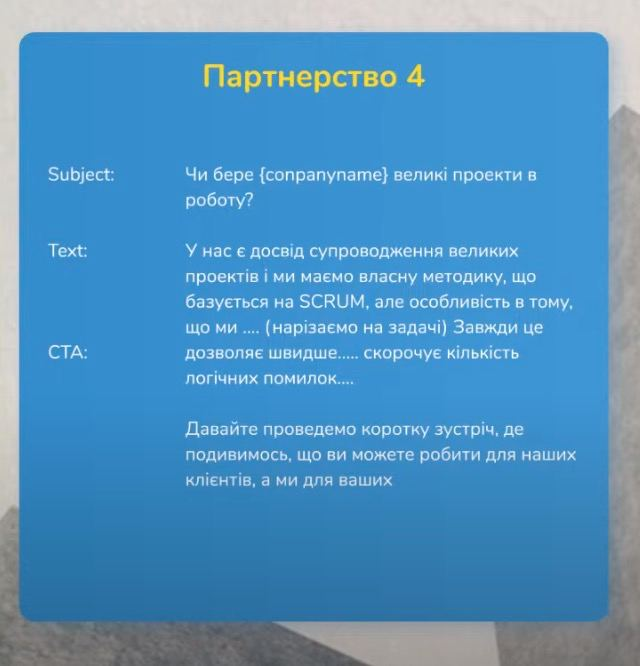 Партнерство 4
Subject:
Чи бере {conpanyname} великі проекти в
роботу?
Text:
У нас є досвід супроводження великих
проектів і ми маємо власну методику, що
базується на SCRUM, але особливість в тому,
що ми .... (нарізаємо на задачі) Завжди це
CTA:
дозволяє швидше..... скорочує кількість
логічних помилок....
Давайте проведемо коротку зустріч, де
подивимось, що ви можете робити для наших
клієнтів, а ми для ваших